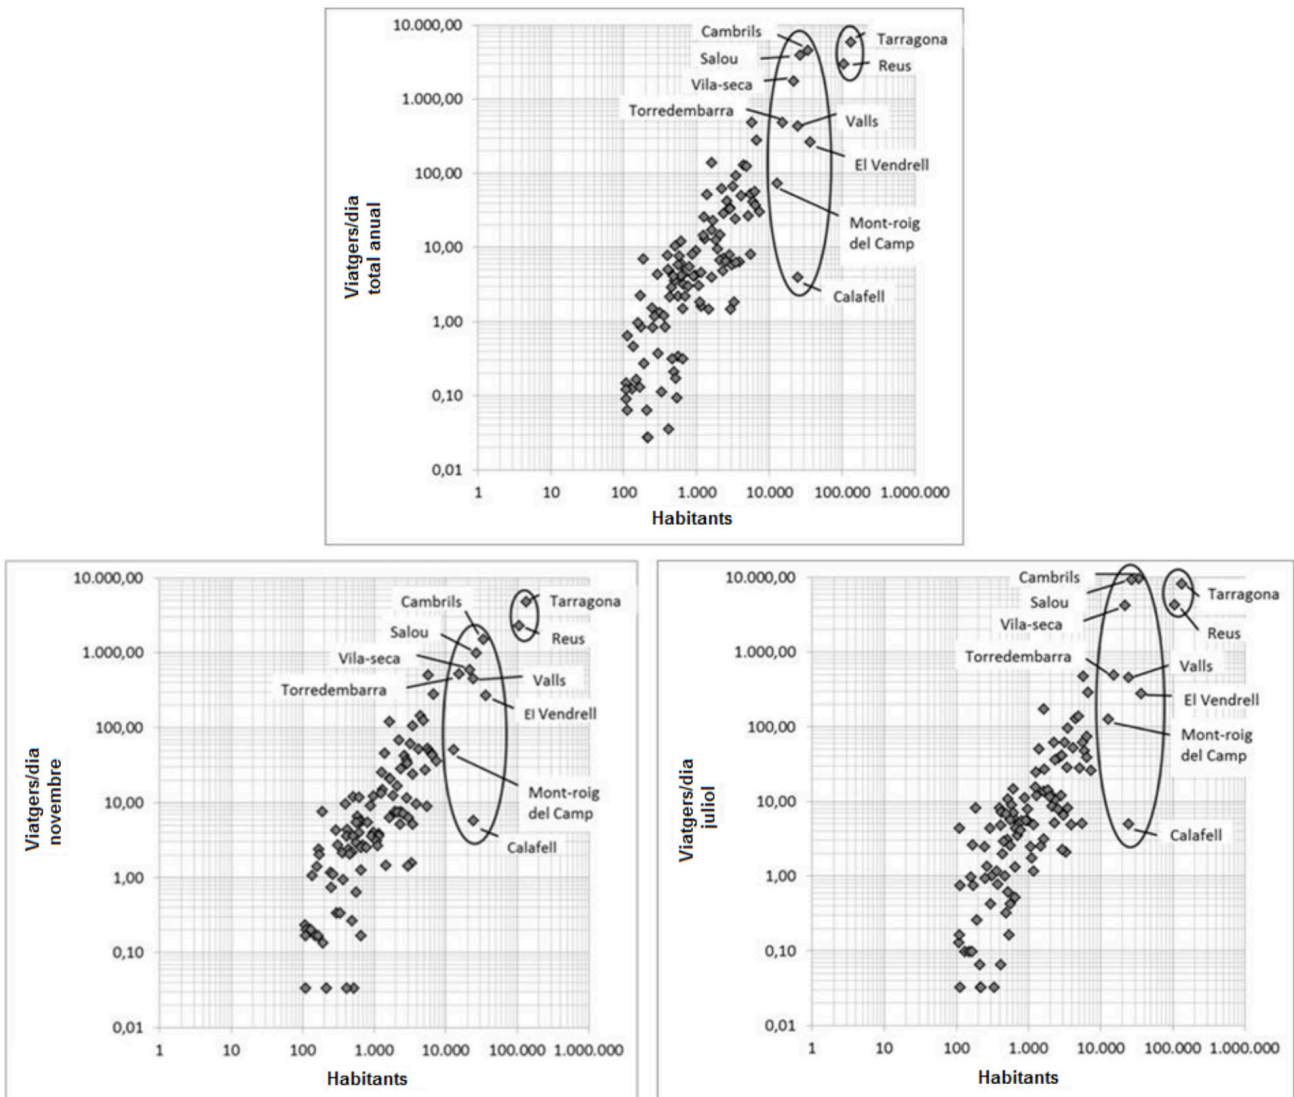 10.000,00
1.000,00
100,00
10,00
1,00
0,10
0,01
Viatgers/dia
total anual
Cambrils
Salou
Vila-seca
Torredembarra
Tarragona
Reus
Valls
El Vendrell
Mont-roig
del Camp
Calafell
1 10 100 1.000 10.000 100.000 1.000.000
Habitants
10.000,00
1.000,00
100,00
10,00
1,00
0,10
0,01
Viatgers/dia
novembre
Cambrils
Salou
Vila-seca
Torredembarra
Tarragona
Reus
Valls
El Vendrell
Mont-roig
del Camp
Calafell
1 10 100 1.000 10.000 100.000 1.000.000
Habitants
10.000,00
1.000,00
100,00
10,00
1,00
0,10
0,01
Viatgers/dia
juliol
Cambrils
Salou
Vila-seca
Torredembarra
Tarragona
Reus
Valls
El Vendrell
Mont-roig
del Camp
Calafell
1 10 100 1.000 10.000 100.000 1.000.000
Habitants